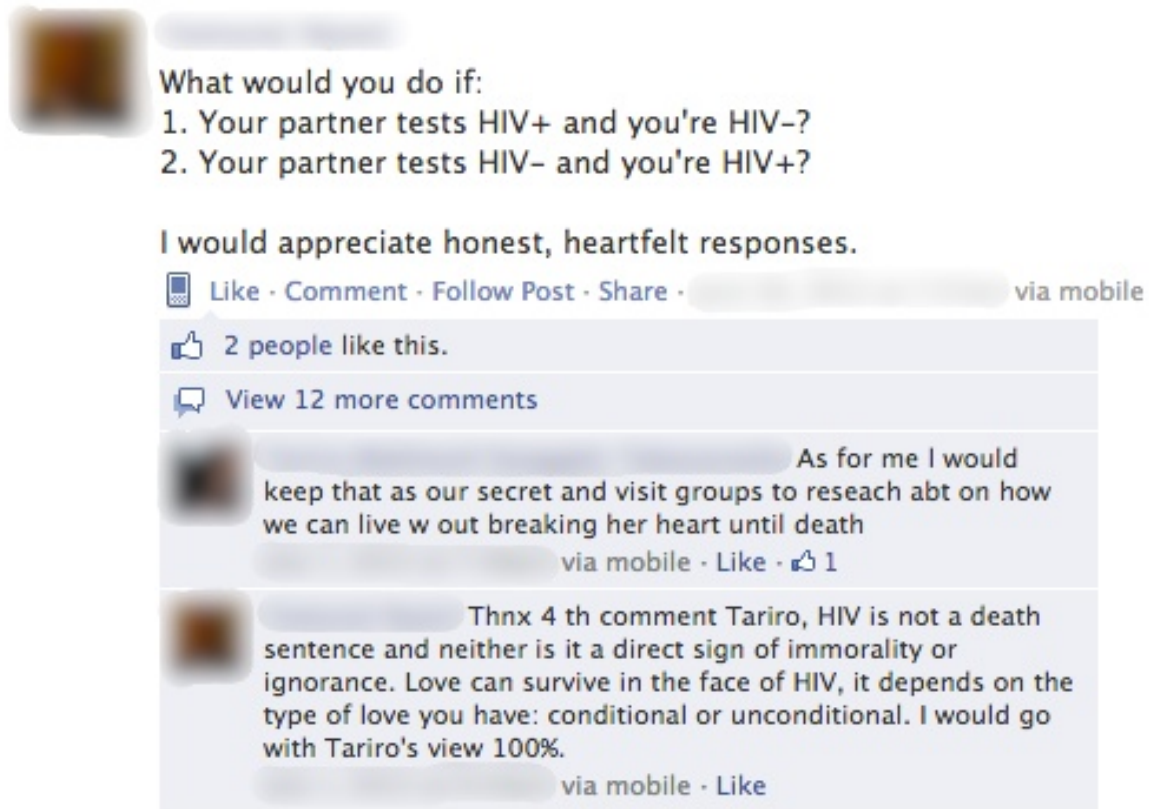 What would you do if:
1. Your partner tests HIV+ and you're HIV-?
2. Your partner tests HIV- and you're HIV+?
I would appreciate honest, heartfelt responses.
Like · Comment · Follow Post · Share · via mobile
2 people like this.
View 12 more comments
As for me I would
keep that as our secret and visit groups to reseach abt on how
we can live w out breaking her heart until death
via mobile · Like · 1
Thnx 4 th comment Tariro, HIV is not a death
sentence and neither is it a direct sign of immorality or
ignorance. Love can survive in the face of HIV, it depends on the
type of love you have: conditional or unconditional. I would go
with Tariro's view 100%.
via mobile · Like